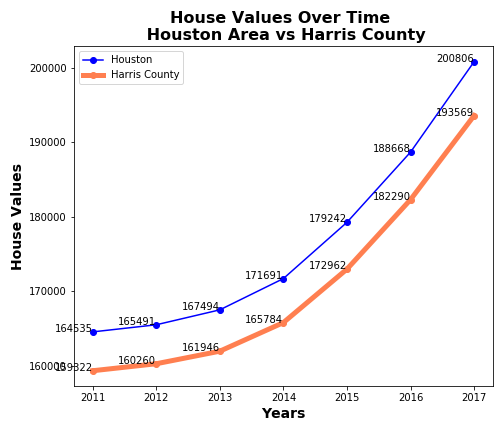 House Values Over Time
Houston Area vs Harris County
Houston
Harris County
House Values
200000
190000
180000
170000
160000
200806
193569
188668
182290
179242
172962
171691
165784
167494
161946
165491
160260
164535
159322
2011 2012 2013 2014 2015 2016 2017
Years